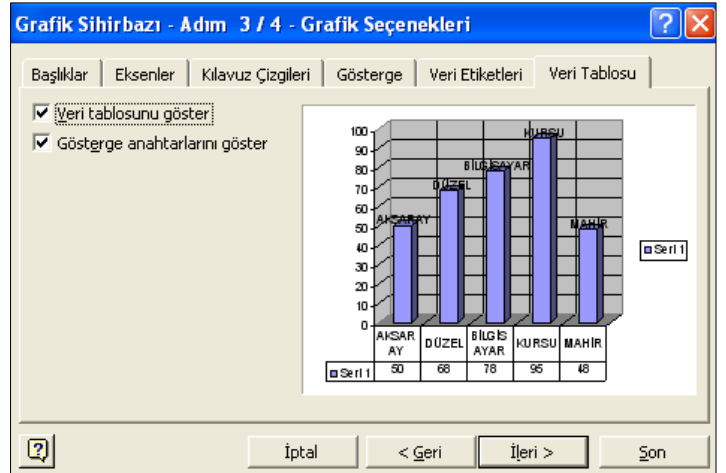 Grafik Sihirbazı - Adım 3 / 4 - Grafik Seçenekleri
Başlıklar Eksenler Kılavuz Çizgileri Gösterge Veri Etiketleri Veri Tablosu
Veri tablosunu göster
Gösterge anahtarlarını göster
100
90
80
70
60
50
40
30
20
10
0
KURSU
BİLGİSAYAR
DÜZEL
AKSARAY
MAHİR
Seri 1
AKSAR
AY
DÜZEL
BİLGİS
AYAR
KURSU
MAHİR
Seri 1 50 68 78 95 48
İptal < Geri İleri > Son